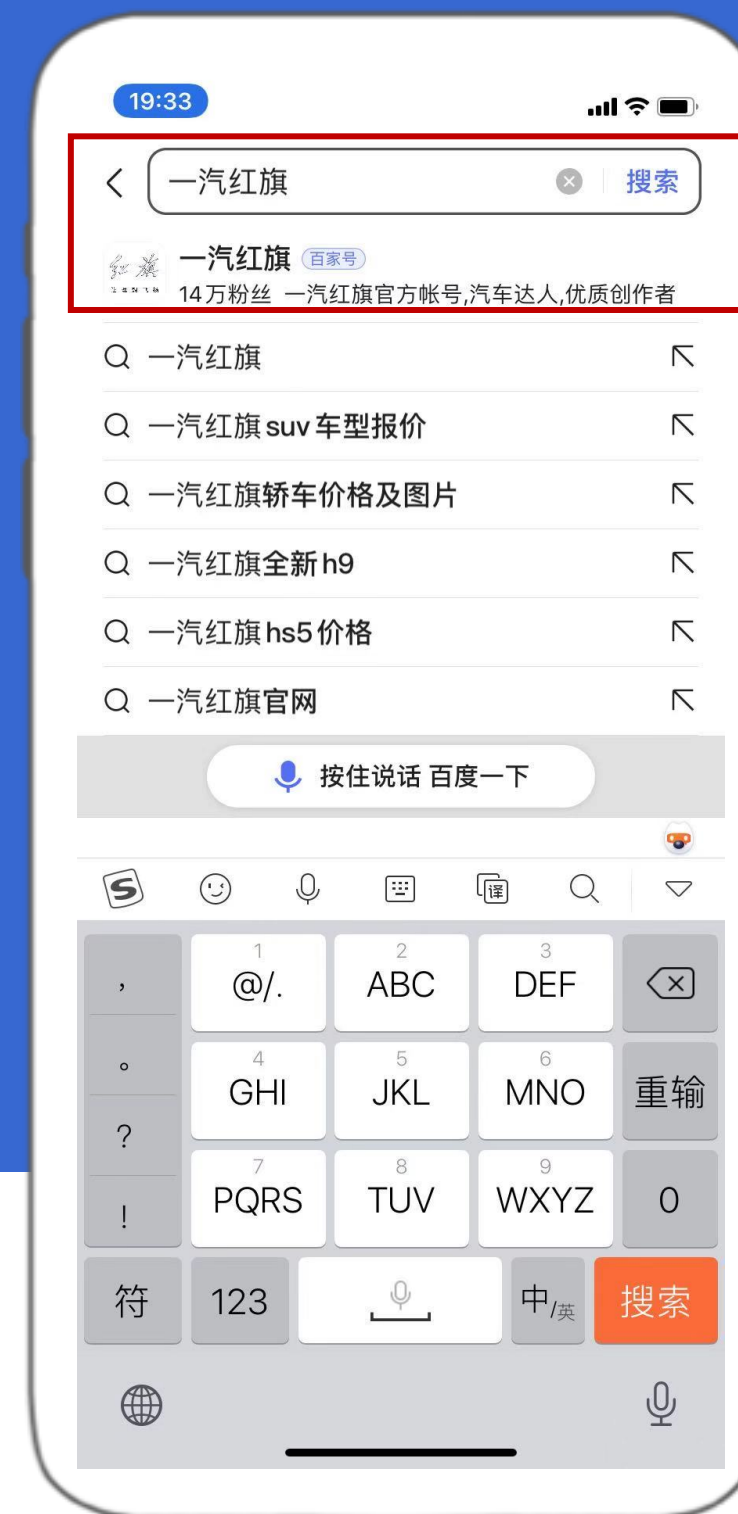 19:33
一汽红旗 搜索
一汽红旗 百家号
14万粉丝 一汽红旗官方帐号,汽车达人,优质创作者
一汽红旗
一汽红旗suv车型报价
一汽红旗轿车价格及图片
一汽红旗全新h9
一汽红旗hs5价格
一汽红旗官网
按住说话 百度一下
S 译
, 1 @/. 2 ABC 3 DEF
。 4 GHI 5 JKL 6 MNO 重输
?
! 7 PQRS 8 TUV 9 WXYZ 0
符 123 中/英 搜索